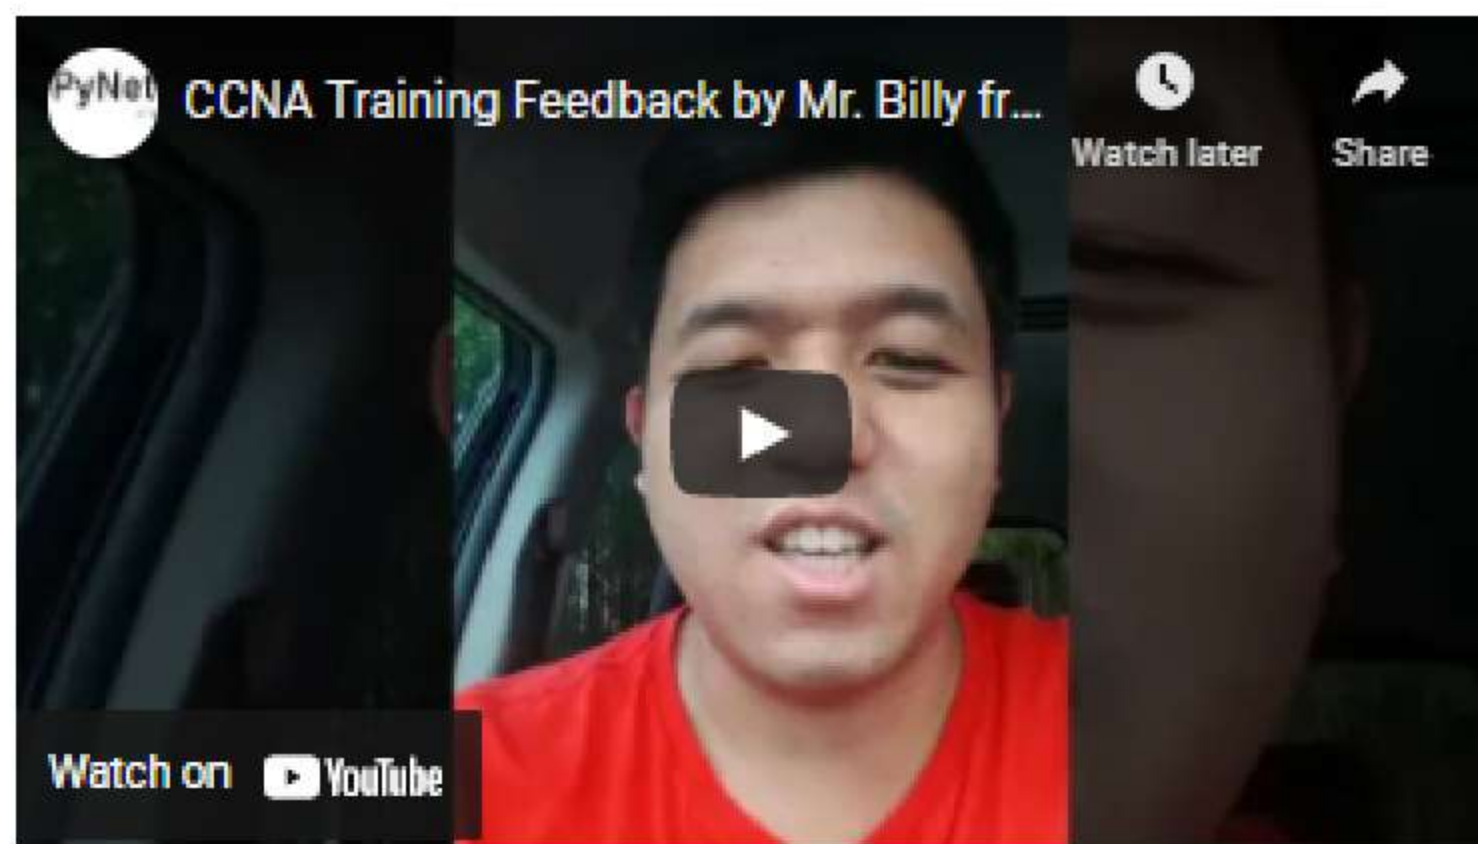 PyNet
CCNA Training Feedback by Mr. Billy fr...
Watch later
Share
Watch on YouTube